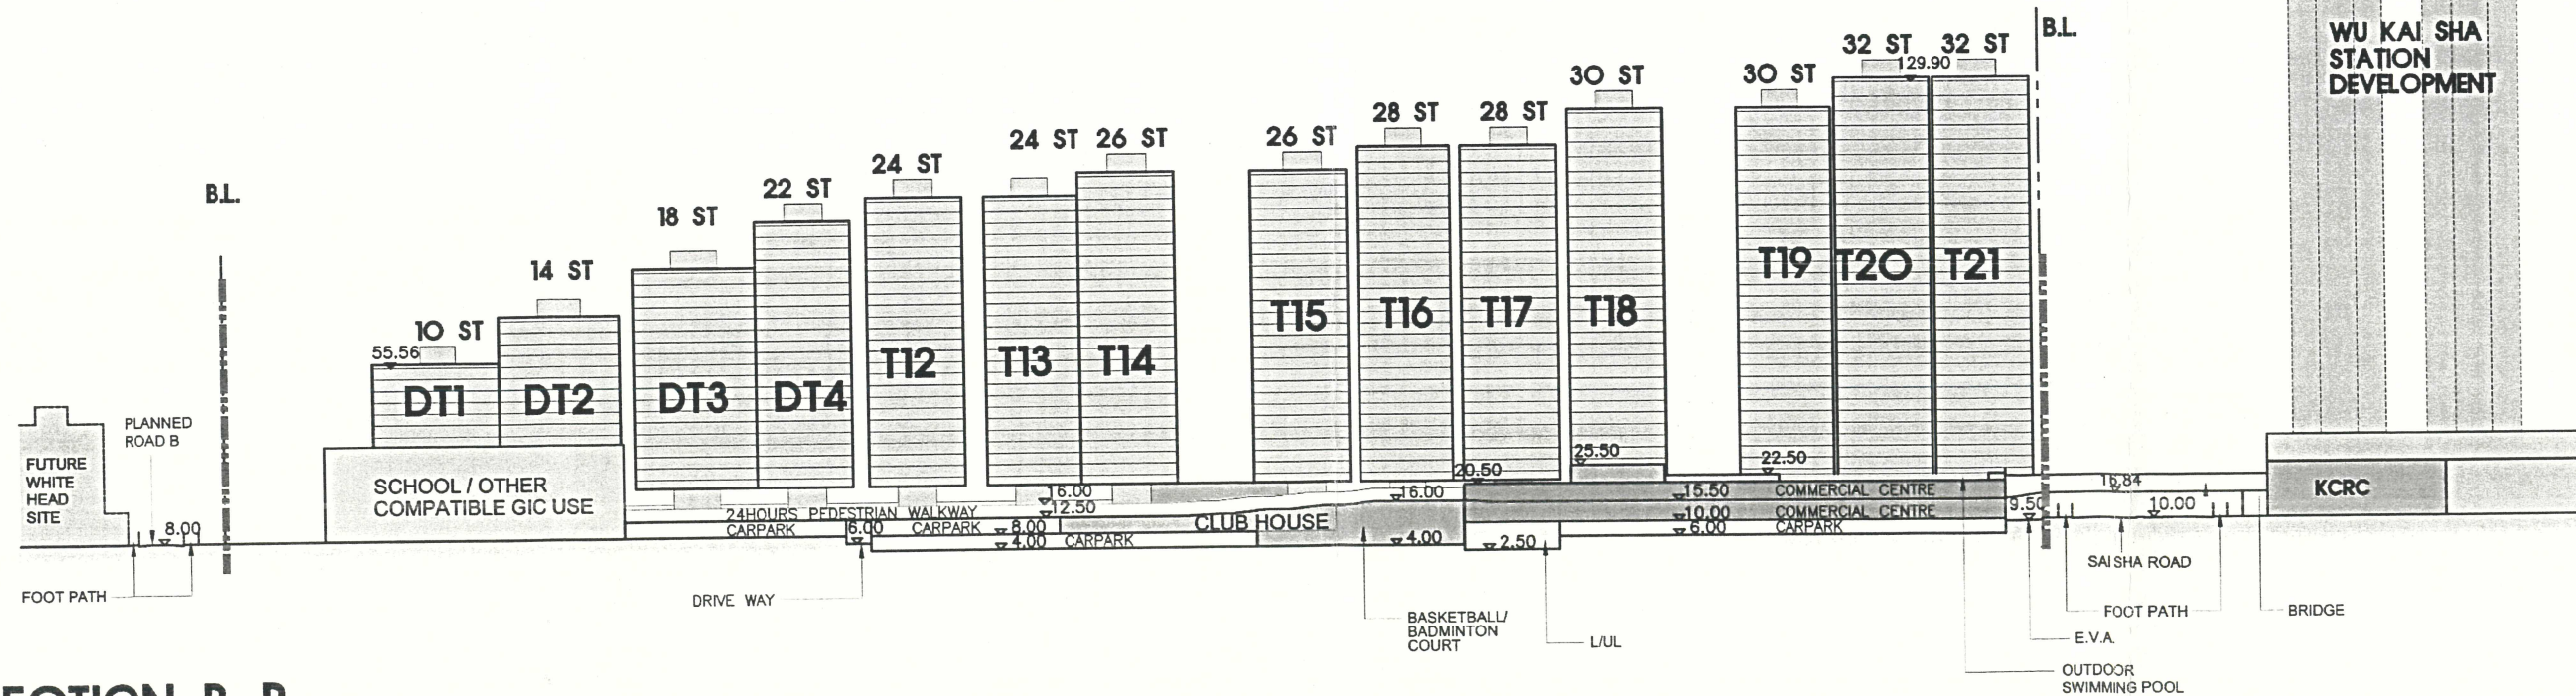 B.L.
WU KAI SHA
STATION
DEVELOPMENT
32 ST
32 ST
129.90
30 ST
30 ST
28 ST
28 ST
26 ST
26 ST
24 ST
24 ST
22 ST
18 ST
B.L.
14 ST
10 ST
55.56
DT1
DT2
DT3
DT4
T12
T13
T14
T15
T16
T17
T18
T19
T20
T21
PLANNED
ROAD B
FUTURE
WHITE
HEAD
SITE
8.00
FOOT PATH
SCHOOL / OTHER
COMPATIBLE GIC USE
24HOURS PEDESTRIAN WALKWAY
CARPARK
6.00
CARPARK
8.00
4.00
CARPARK
16.00
12.50
CLUB HOUSE
16.00
4.00
20.50
25.50
22.50
2.50
15.50
COMMERCIAL CENTRE
10.00
COMMERCIAL CENTRE
6.00
CARPARK
9.50
16.84
10.00
KCRC
DRIVE WAY
BASKETBALL/
BADMINTON
COURT
L/UL
SAI SHA ROAD
FOOT PATH
BRIDGE
E.V.A.
OUTDOOR
SWIMMING POOL